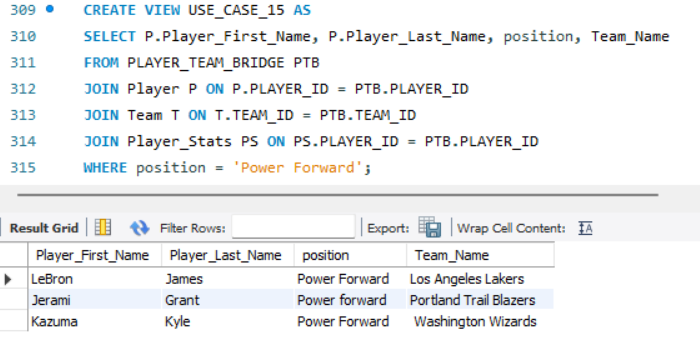 309 CREATE VIEW USE_CASE_15 AS
310 SELECT P.Player_First_Name, P.Player_Last_Name, position, Team_Name
311 FROM PLAYER_TEAM_BRIDGE PTB
312 JOIN Player P ON P.PLAYER_ID = PTB.PLAYER_ID
313 JOIN Team T ON T.TEAM_ID = PTB.TEAM_ID
314 JOIN Player_Stats PS ON PS.PLAYER_ID = PTB.PLAYER_ID
315 WHERE position = 'Power Forward';
Result Grid Filter Rows: Export: Wrap Cell Content: IA
Player_First_Name Player_Last_Name position Team_Name
LeBron James Power Forward Los Angeles Lakers
Jerami Grant Power forward Portland Trail Blazers
Kazuma Kyle Power Forward Washington Wizards